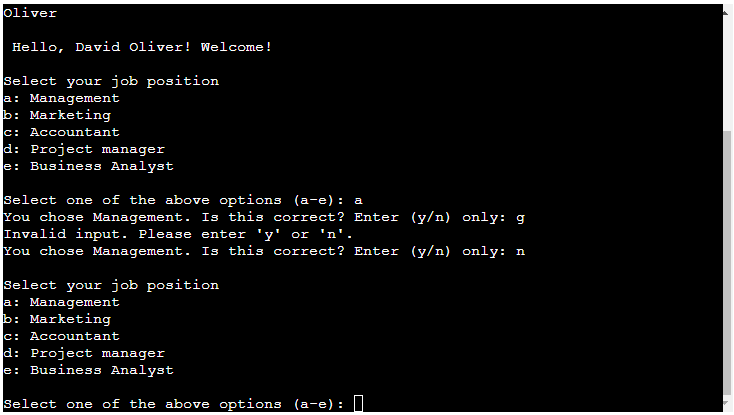 Oliver
Hello, David Oliver! Welcome!
Select your job position
a: Management
b: Marketing
c: Accountant
d: Project manager
e: Business Analyst
Select one of the above options (a-e): a
You chose Management. Is this correct? Enter (y/n) only: g
Invalid input. Please enter 'y' or 'n'.
You chose Management. Is this correct? Enter (y/n) only: n
Select your job position
a: Management
b: Marketing
c: Accountant
d: Project manager
e: Business Analyst
Select one of the above options (a-e):